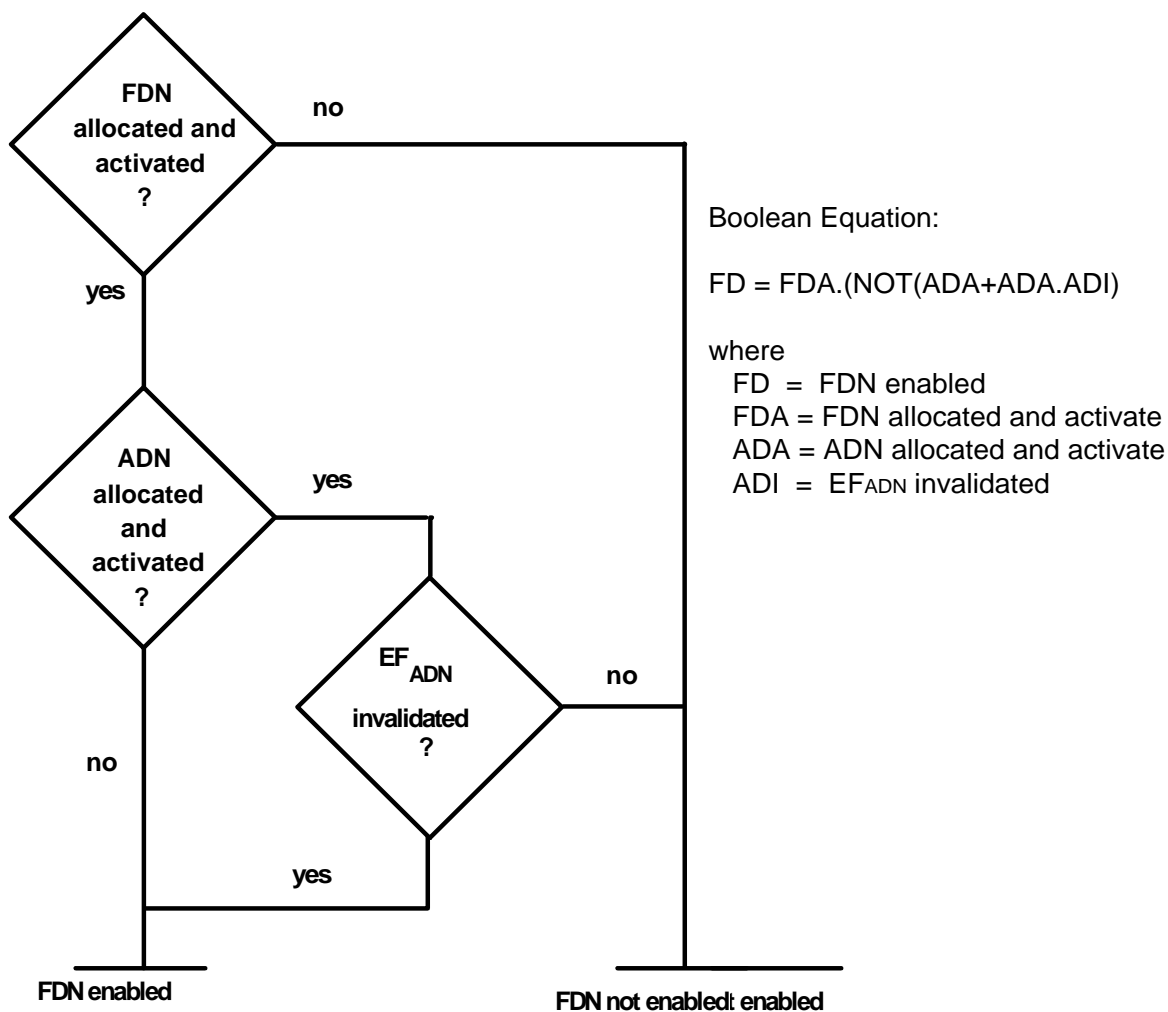 FDN
allocated and
activated
?
no
yes
Boolean Equation:
FD = FDA.(NOT(ADA+ADA.ADI)
where
FD = FDN enabled
FDA = FDN allocated and activate
ADA = ADN allocated and activate
ADI = EFADN invalidated
ADN
allocated
and
activated
?
yes
no
EFADN
invalidated
?
no
yes
FDN enabled
FDN not enabled